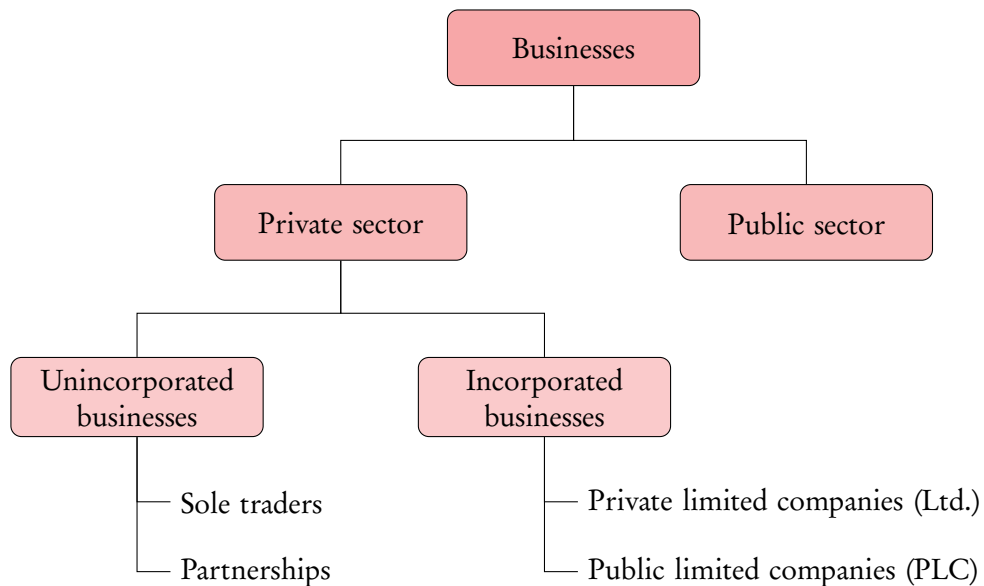 Businesses
Private sector
Public sector
Unincorporated
businesses
Incorporated
businesses
Sole traders
Partnerships
Private limited companies (Ltd.)
Public limited companies (PLC)